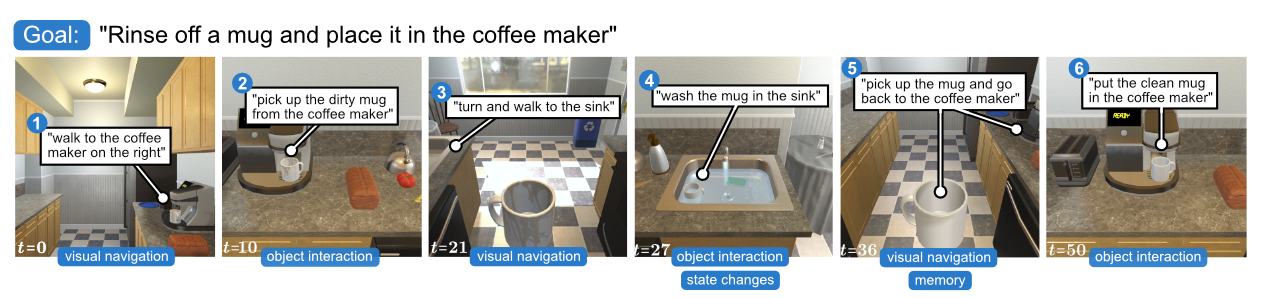 Goal: "Rinse off a mug and place it in the coffee maker"
1
"walk to the coffee
maker on the right"
t=0
visual navigation
2
"pick up the dirty mug
from the coffee maker"
t=10
object interaction
3
"turn and walk to the sink"
t=21
visual navigation
4
"wash the mug in the sink"
t=27
object interaction
state changes
5
"pick up the mug and go
back to the coffee maker"
t=36
visual navigation
memory
6
"put the clean mug
in the coffee maker"
READY
t=50
object interaction